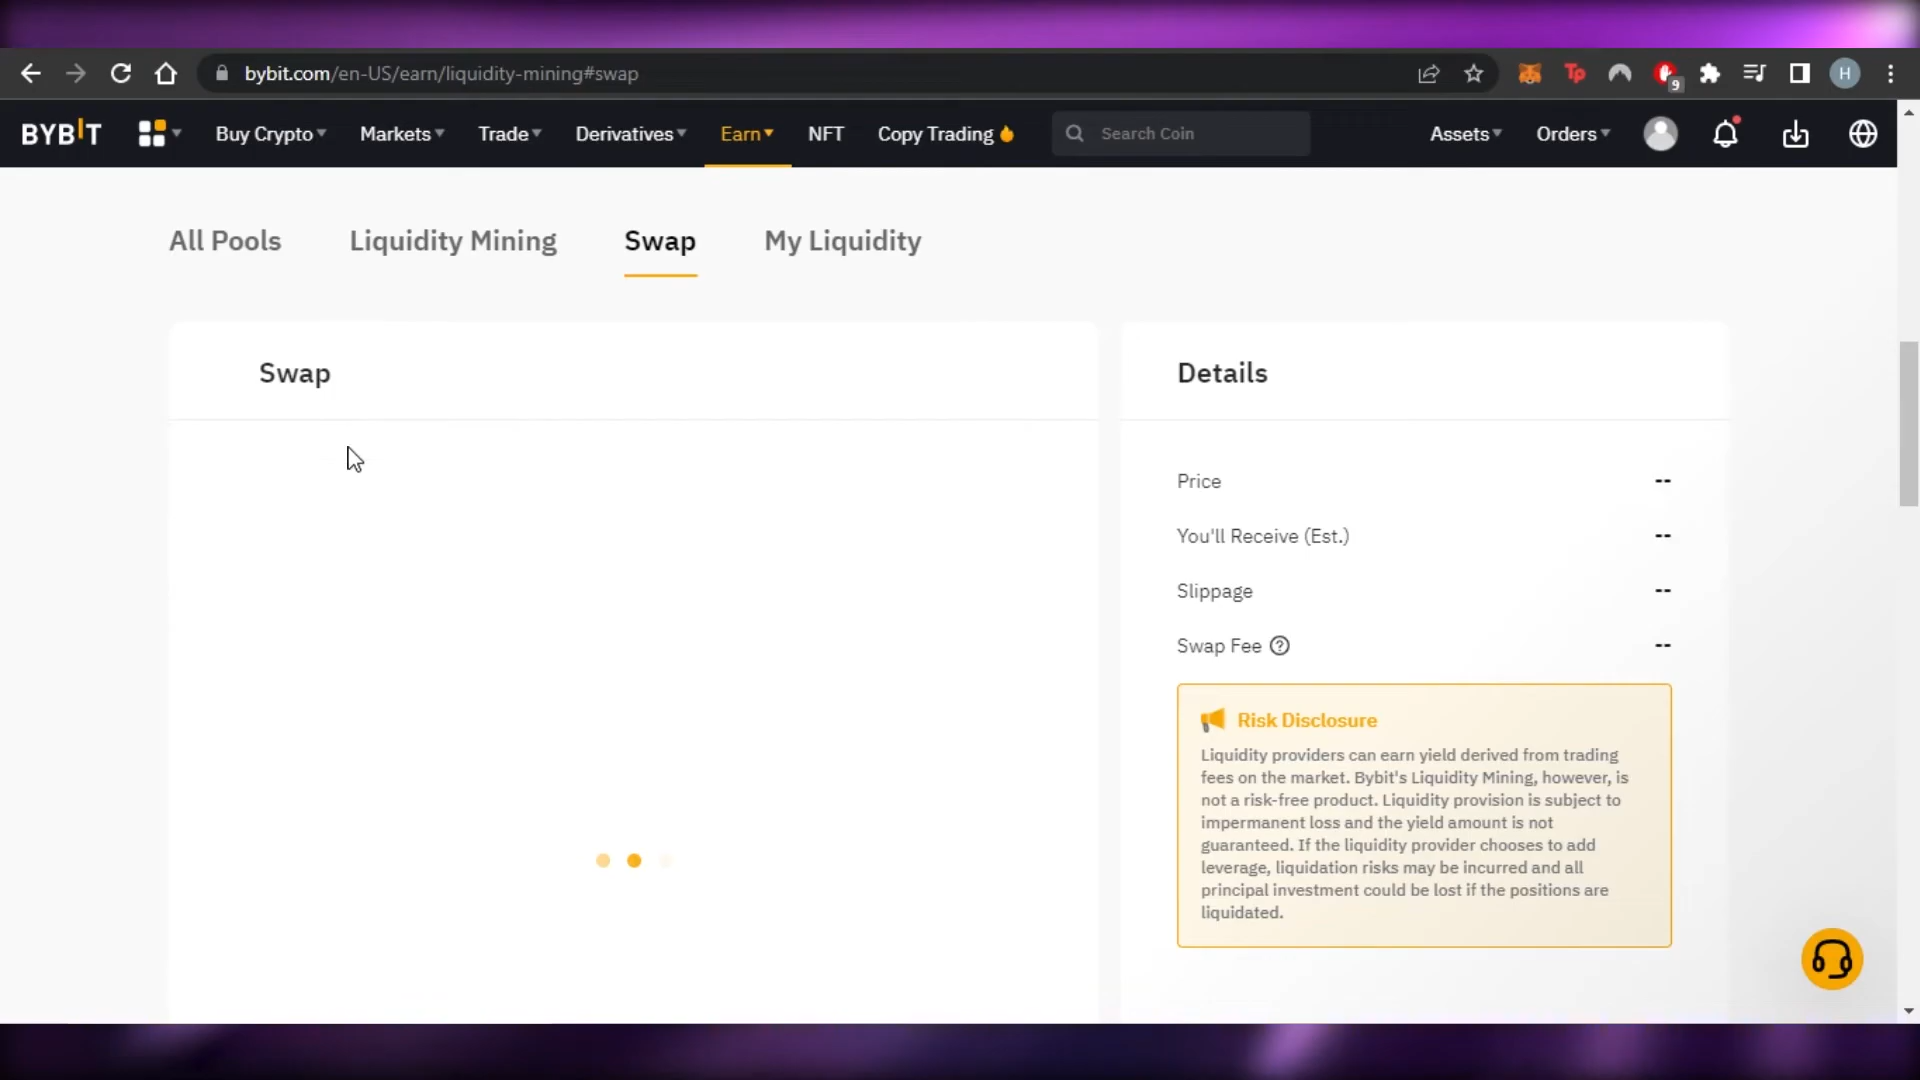 bybit.com/en-US/earn/liquidity-mining#swap
Tp
9
H
BYBIT
Buy Crypto
Markets
Trade
Derivatives
Earn
NFT
Copy Trading
Search Coin
Assets
Orders
All Pools
Liquidity Mining
Swap
My Liquidity
Swap
Details
Price
--
You'll Receive (Est.)
--
Slippage
--
Swap Fee ?
--
Risk Disclosure
Liquidity providers can earn yield derived from trading
fees on the market. Bybit's Liquidity Mining, however, is
not a risk-free product. Liquidity provision is subject to
impermanent loss and the yield amount is not
guaranteed. If the liquidity provider chooses to add
leverage, liquidation risks may be incurred and all
principal investment could be lost if the positions are
liquidated.